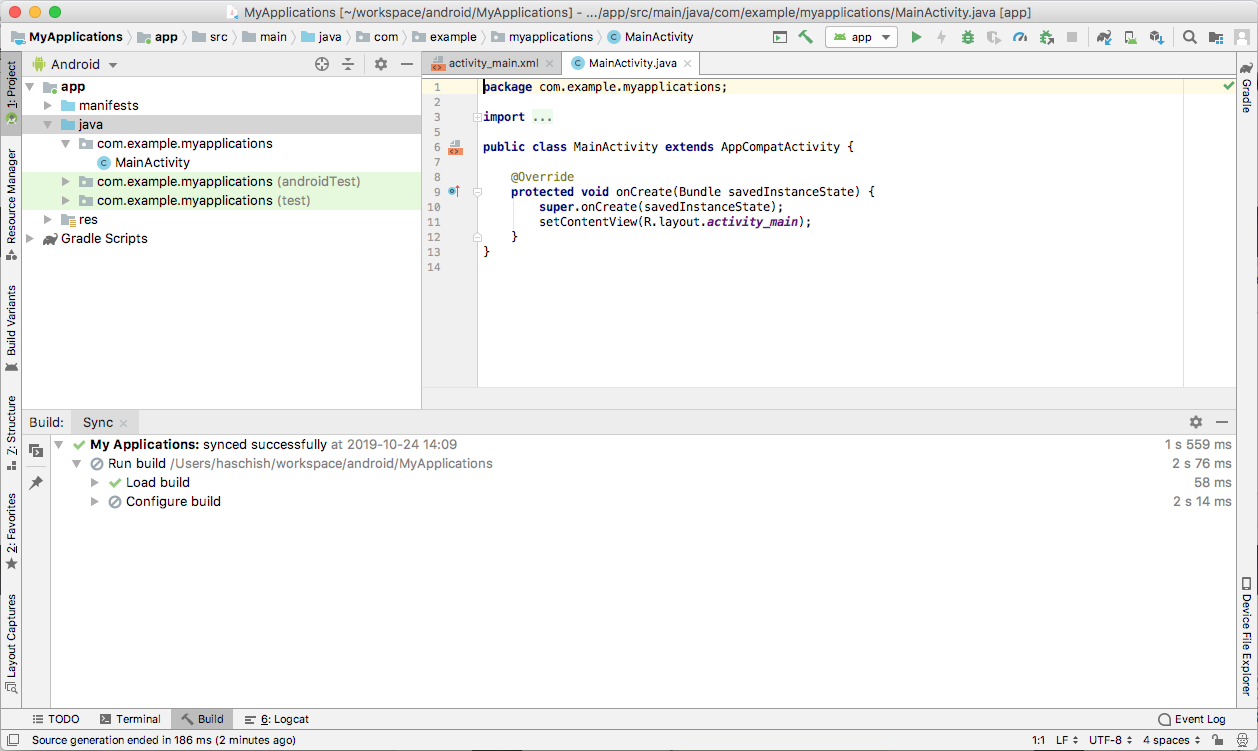 MyApplications [~/workspace/android/MyApplications] - .../app/src/main/java/com/example/myapplications/MainActivity.java [app]
MyApplications app src main java com example myapplications MainActivity app
1: Project
Resource Manager
Build Variants
Z: Structure
2: Favorites
Layout Captures
Android
app
manifests
java
com.example.myapplications
MainActivity
com.example.myapplications (androidTest)
com.example.myapplications (test)
res
Gradle Scripts
activity_main.xml MainActivity.java
1 package com.example.myapplications;
2
3 import ...
5
6 public class MainActivity extends AppCompatActivity {
7
8 @Override
9 protected void onCreate(Bundle savedInstanceState) {
10 super.onCreate(savedInstanceState);
11 setContentView(R.layout.activity_main);
12 }
13 }
14
Gradle
Device File Explorer
Build: Sync
My Applications: synced successfully at 2019-10-24 14:09 1 s 559 ms
Run build /Users/haschish/workspace/android/MyApplications 2 s 76 ms
Load build 58 ms
Configure build 2 s 14 ms
TODO Terminal Build 6: Logcat Event Log
Source generation ended in 186 ms (2 minutes ago) 1:1 LF UTF-8 4 spaces